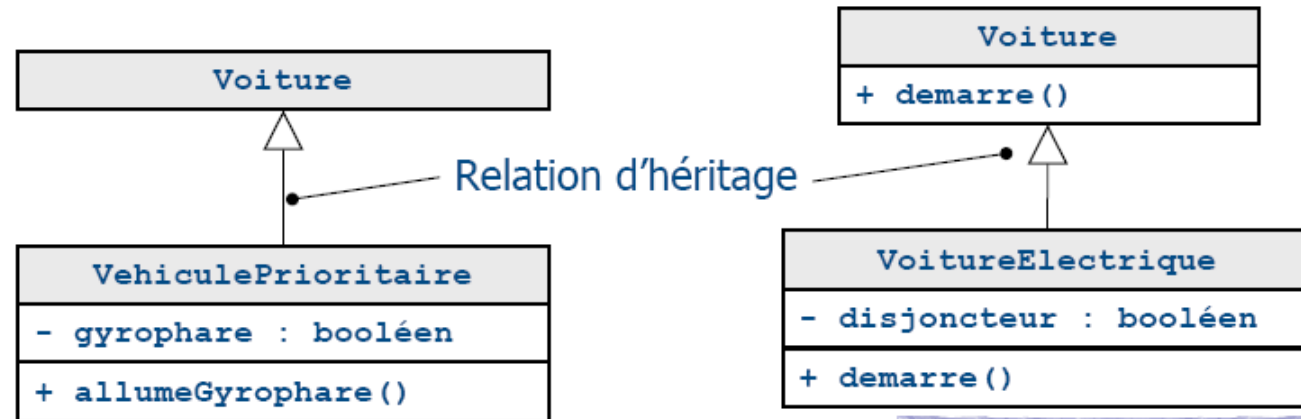 Voiture
VehiculePrioritaire
- gyrophare : booléen
+ allumeGyrophare()
Relation d'héritage
Voiture
+ demarre()
VoitureElectrique
- disjoncteur : booléen
+ demarre()